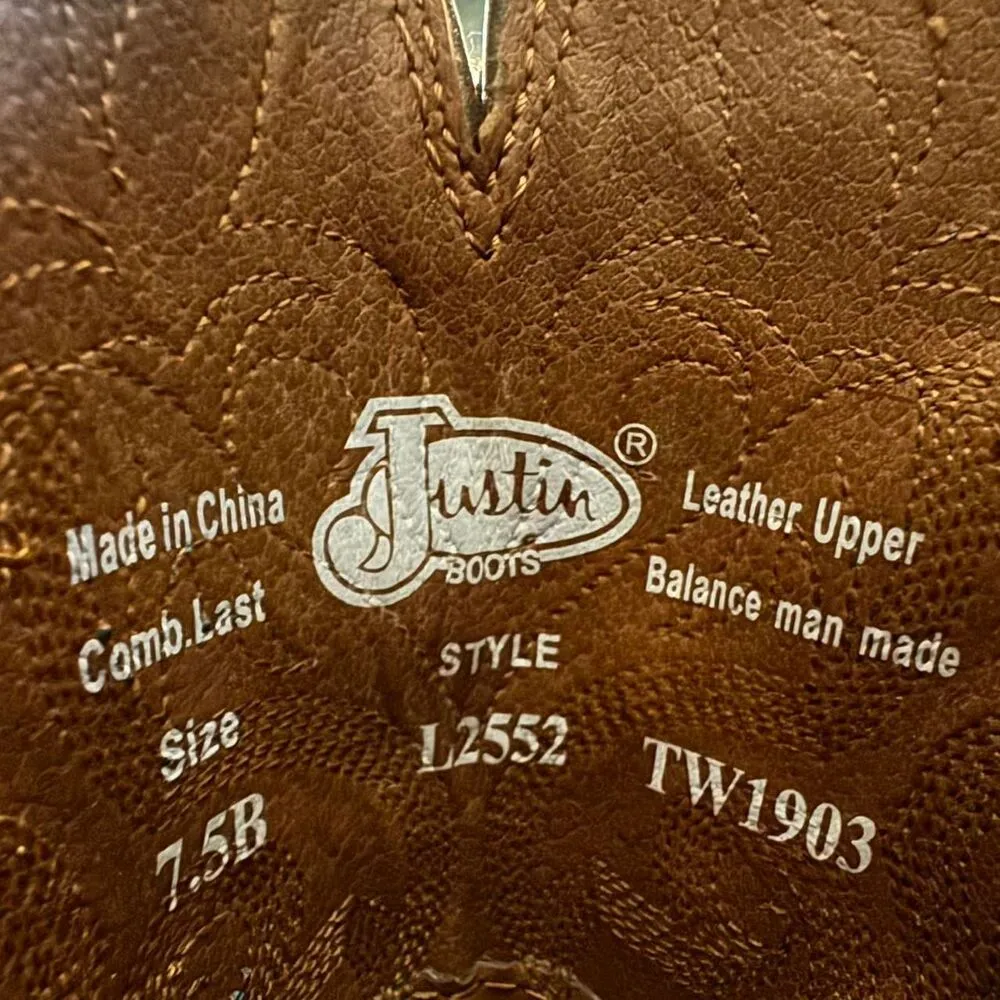 Justin
BOOTS
®
Made in China
Comb.Last
Size
7.5B
STYLE
L2552
Leather Upper
Balance man made
TW1903